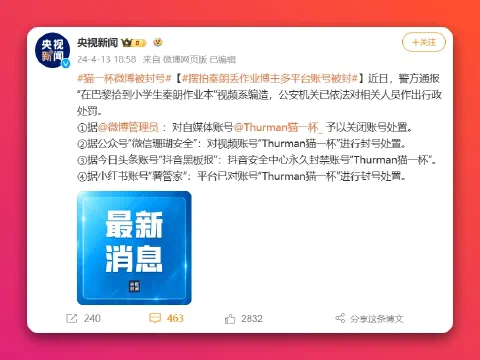 央视新闻
央视新闻
+关注
24-4-13 18:58 来自 微博网页版 已编辑
#猫一杯微博被封号#【#摆拍秦朗丢作业博主多平台账号被封#】近日，警方通报
“在巴黎拾到小学生秦朗作业本”视频系编造，公安机关已依法对相关人员作出行政
处罚。
①据@微博管理员 ：对自媒体账号@Thurman猫一杯_ 予以关闭账号处置。
②据公众号“微信珊瑚安全”：对视频账号“Thurman猫一杯”进行封号处置。
③据今日头条账号“抖音黑板报”：抖音安全中心永久封禁账号“Thurman猫一杯”。
④据小红书账号“薯管家”：平台已对账号“Thurman猫一杯”进行封号处置。
最新
消息
央视
新闻
240
463
2832
分享这条博文